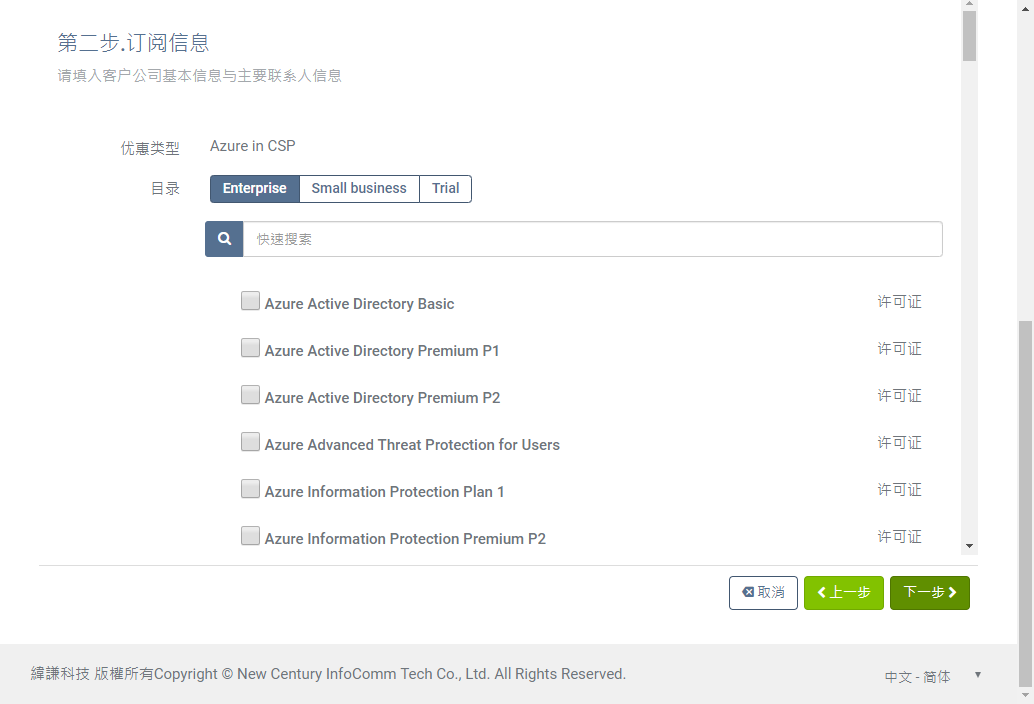 第二步.订阅信息
请填入客户公司基本信息与主要联系人信息
优惠类型 Azure in CSP
目录 Enterprise Small business Trial
快速搜索
Azure Active Directory Basic 许可证
Azure Active Directory Premium P1 许可证
Azure Active Directory Premium P2 许可证
Azure Advanced Threat Protection for Users 许可证
Azure Information Protection Plan 1 许可证
Azure Information Protection Premium P2 许可证
取消 上一步 下一步
緯謙科技 版權所有Copyright © New Century InfoComm Tech Co., Ltd. All Rights Reserved. 中文 - 简体